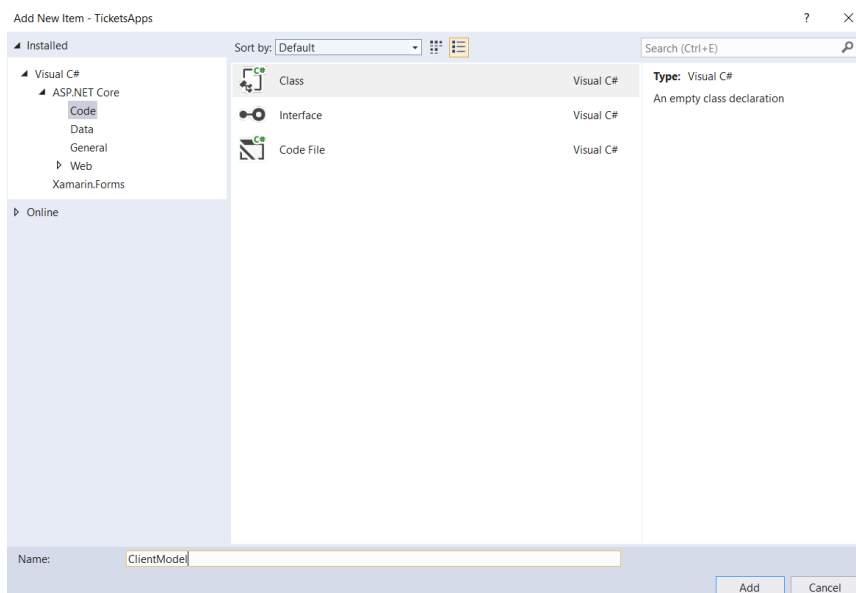 Add New Item - TicketsApps ? ×
Installed
Sort by: Default
Search (Ctrl+E)
Visual C#
ASP.NET Core
Code
Data
General
Web
Xamarin.Forms
Online
C# Class Visual C#
Interface Visual C#
C# Code File Visual C#
Type: Visual C#
An empty class declaration
Name: ClientModel
Add Cancel